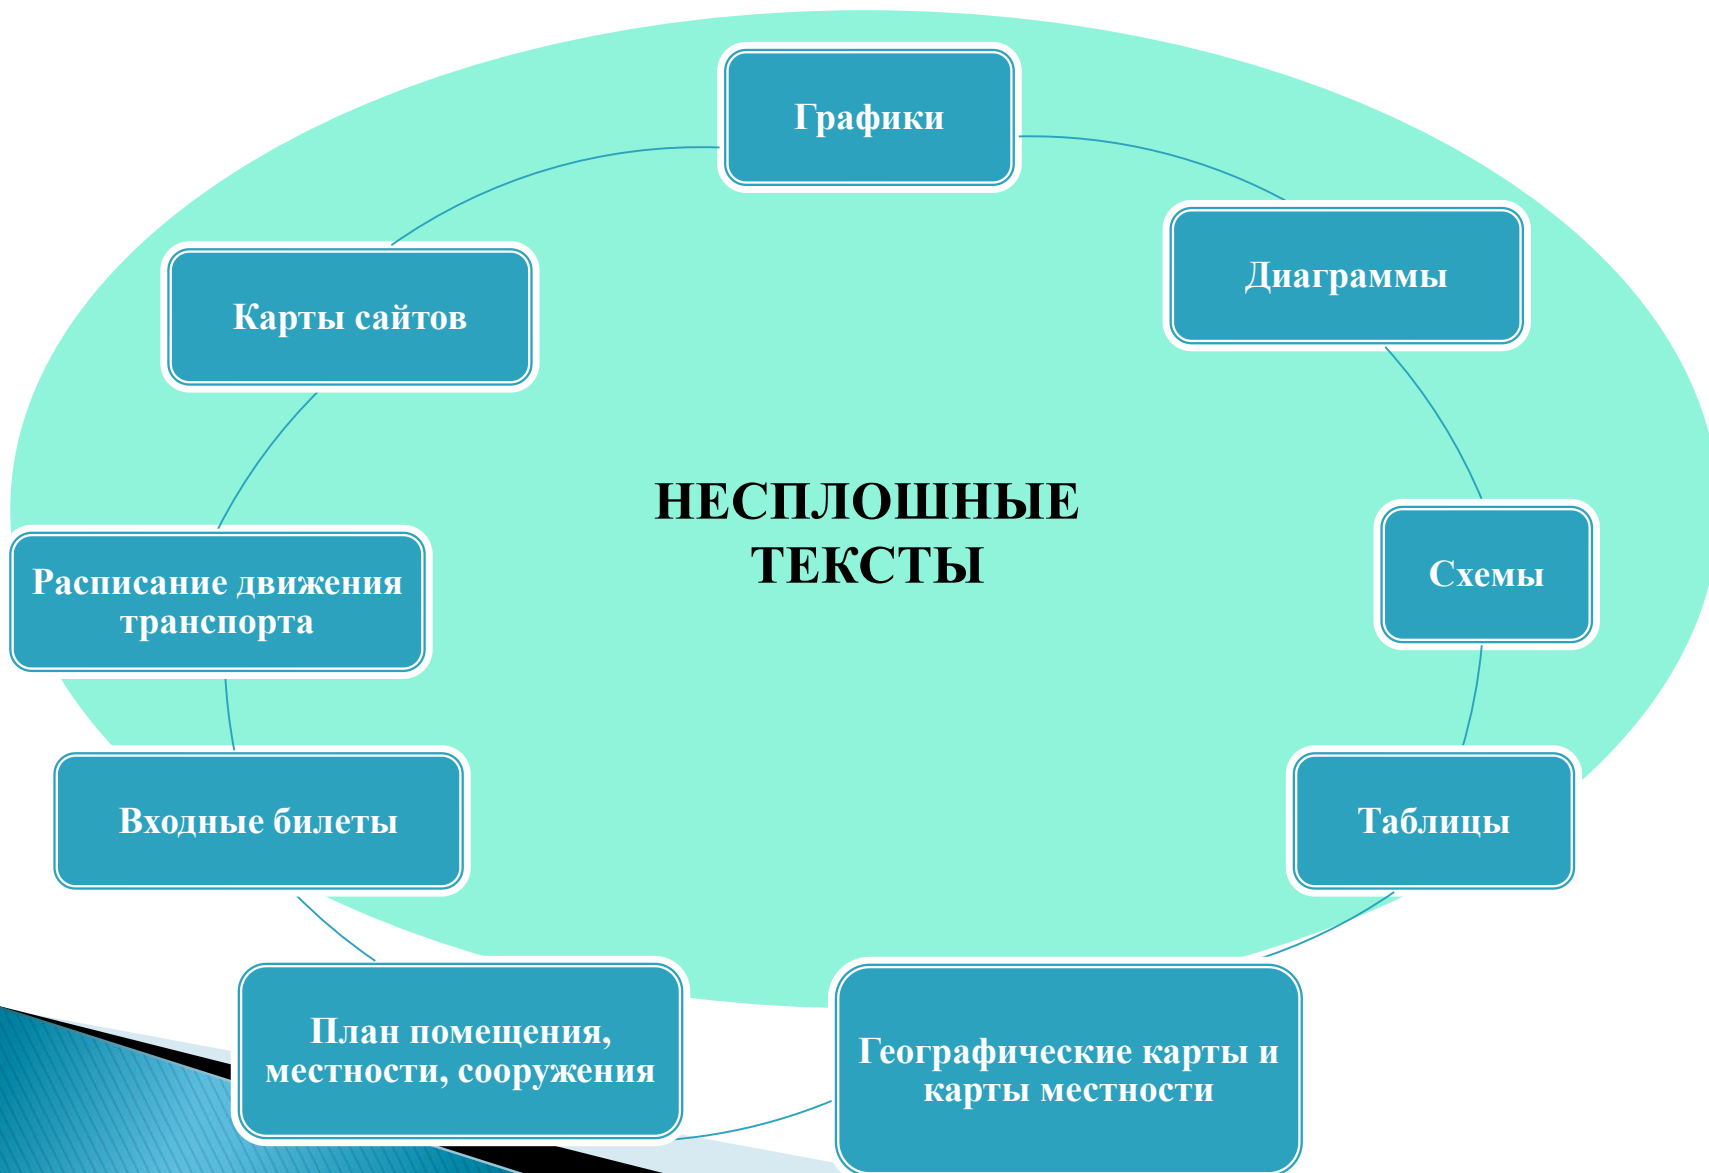 Графики
Диаграммы
Карты сайтов
НЕСПЛОШНЫЕ
ТЕКСТЫ
Схемы
Расписание движения
транспорта
Входные билеты
Таблицы
План помещения,
местности, сооружения
Географические карты и
карты местности